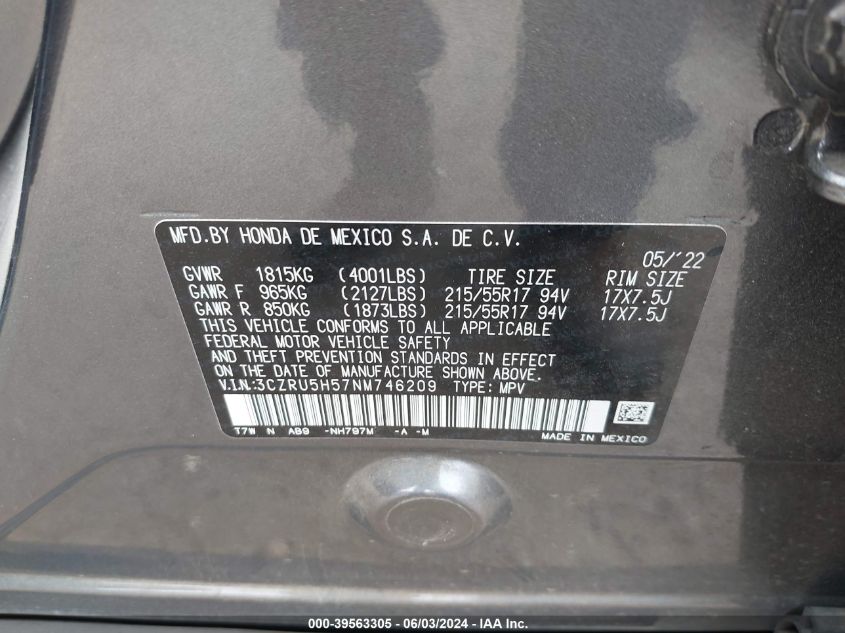 MFD.BY HONDA DE MEXICO S.A. DE C.V.
05/'22
GVWR 1815KG (4001LBS) TIRE SIZE RIM SIZE
GAWR F 965KG (2127LBS) 215/55R17 94V 17X7.5J
GAWR R 850KG (1873LBS) 215/55R17 94V 17X7.5J
THIS VEHICLE CONFORMS TO ALL APPLICABLE
FEDERAL MOTOR VEHICLE SAFETY
AND THEFT PREVENTION STANDARDS IN EFFECT
ON THE DATE OF MANUFACTURE SHOWN ABOVE.
V.I.N.:3CZRU5H57NM746209 TYPE: MPV
T7W N AB9 -NH797M -A -M
MADE IN MEXICO
000-39563305 - 06/03/2024 - IAA Inc.